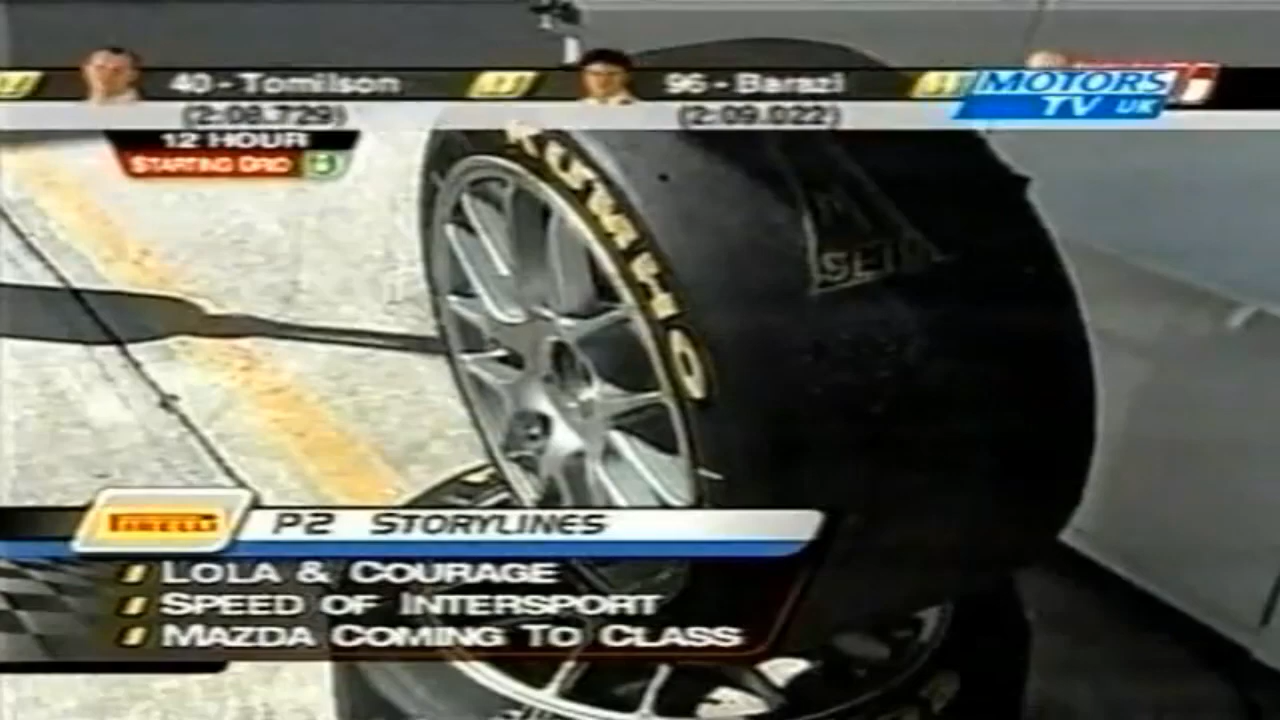 40 - Tomilson
96 - Barazi
MOTORS
TV UK
(2:08.729)
(2:09.022)
12 HOUR
STARTING GRID
KUMHO
PIRELLI
P2 STORYLINES
LOLA & COURAGE
SPEED OF INTERSPORT
MAZDA COMING TO CLASS